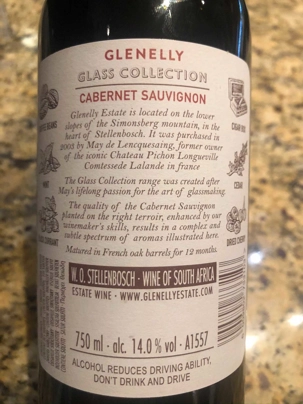 GLENELLY
GLASS COLLECTION
CABERNET SAUVIGNON
Glenelly Estate is located on the lower
slopes of the Simonsberg mountain, in the
heart of Stellenbosch. It was purchased in
2003 by May de Lencquesaing, former owner
of the iconic Chateau Pichon Longueville
Comtessede Lalande in france
The Glass Collection range was created after
May's lifelong passion for the art of glassmaking.
The quality of the Cabernet Sauvignon
planted on the right terroir, enhanced by our
winemaker's skills, results in a complex and
subtle spectrum of aromas illustrated here.
Matured in French oak barrels for 12 months.
CIGAR BOX
CEDAR
DRIED CHERRY
W. O. STELLENBOSCH · WINE OF SOUTH AFRICA
ESTATE WINE · WWW.GLENELLYESTATE.COM
750 ml · alc. 14.0 % vol · A1557
ALCOHOL REDUCES DRIVING ABILITY,
DON'T DRINK AND DRIVE